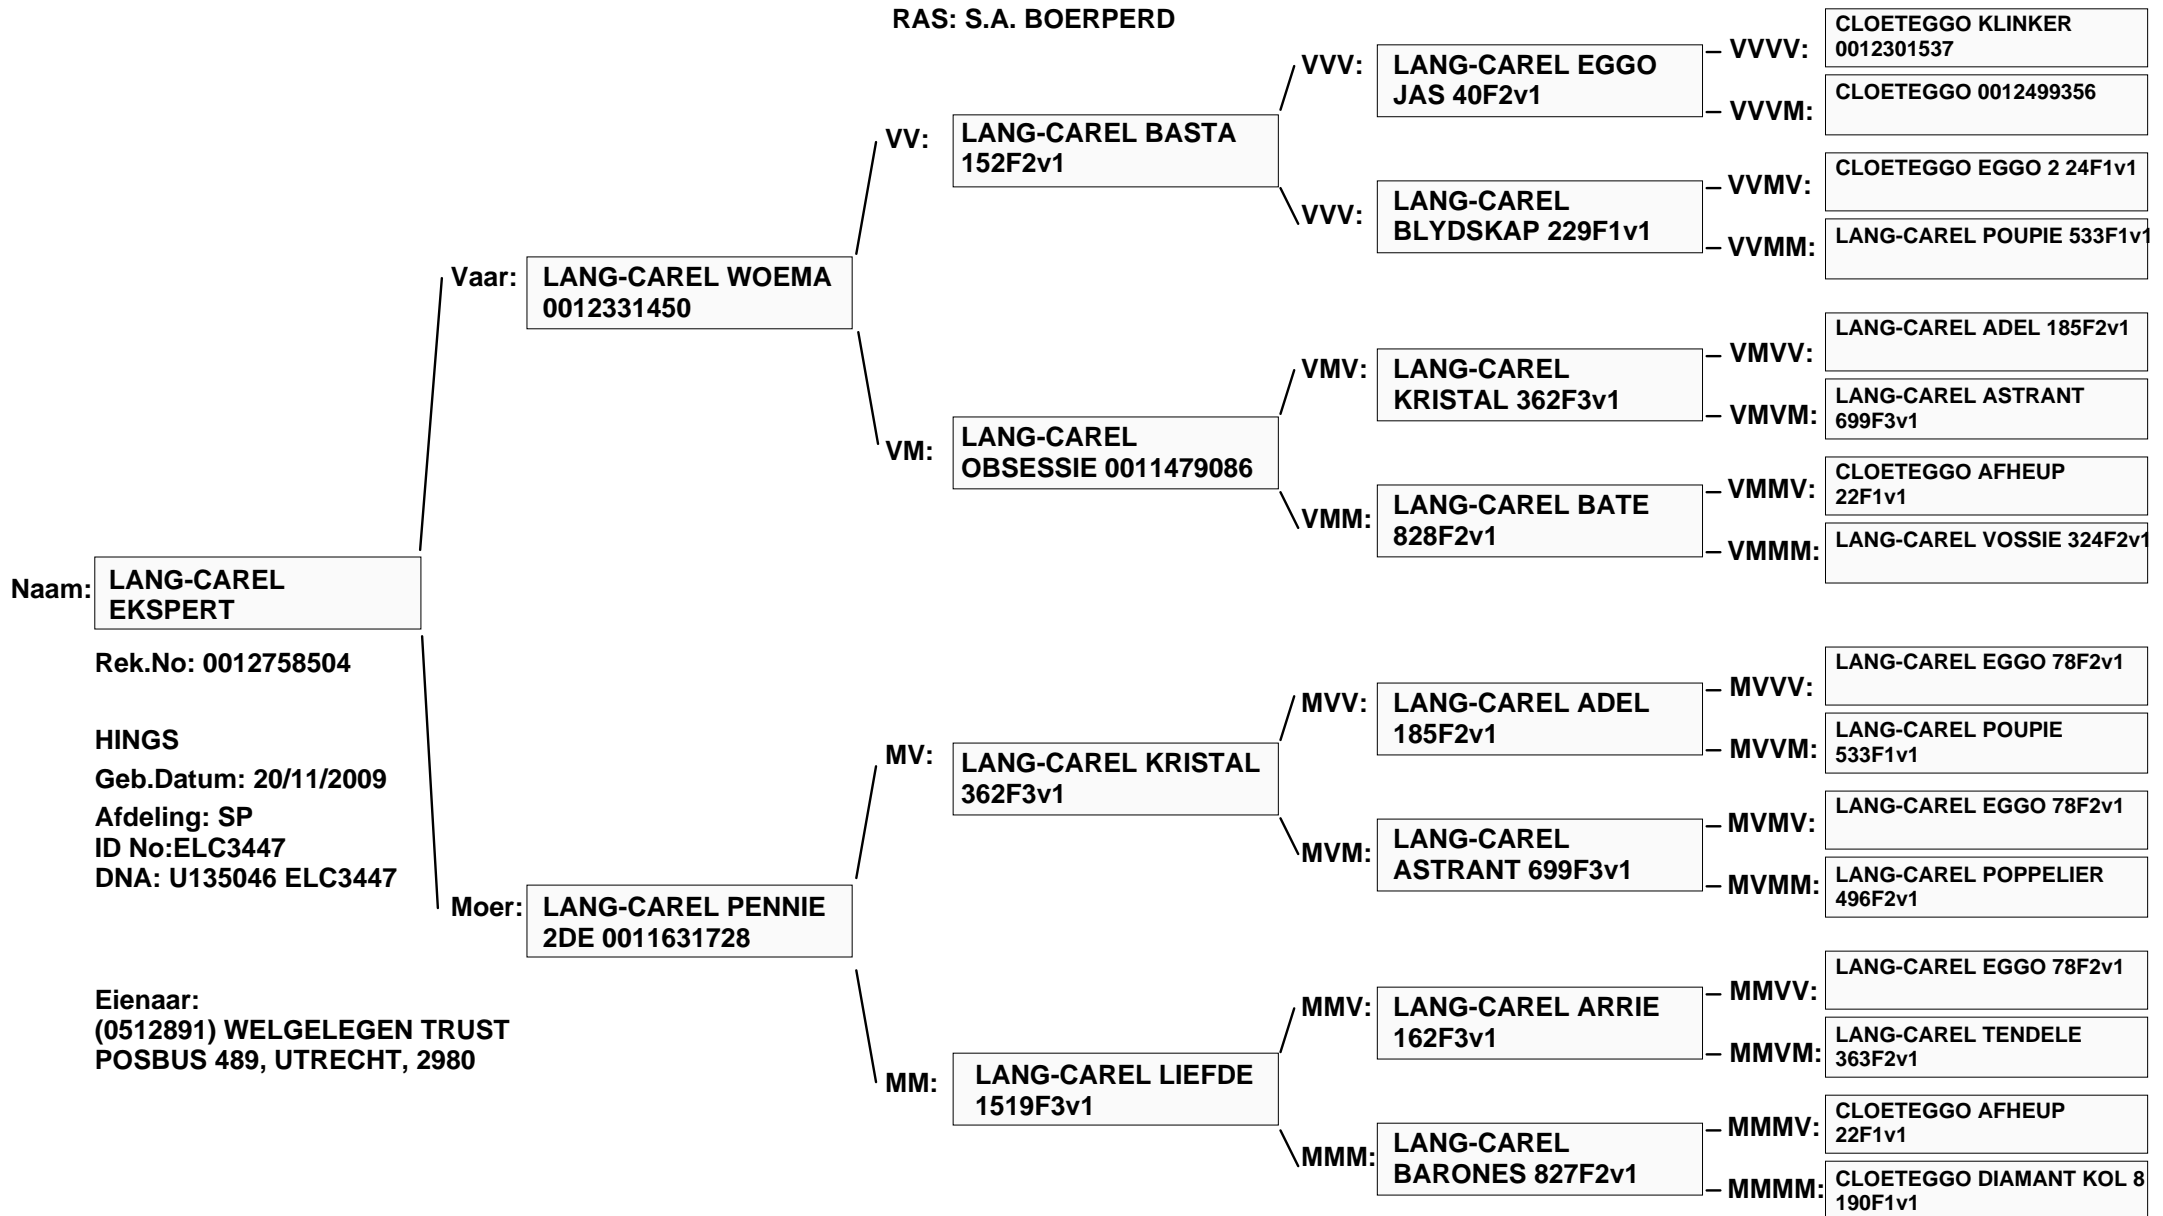 RAS: S.A. BOERPERD
Naam:
LANG-CAREL
EKSPERT
Rek.No: 0012758504
HINGS
Geb.Datum: 20/11/2009
Afdeling: SP
ID No:ELC3447
DNA: U135046 ELC3447
Eienaar:
(0512891) WELGELEGEN TRUST
POSBUS 489, UTRECHT, 2980
Vaar:
LANG-CAREL WOEMA
0012331450
Moer:
LANG-CAREL PENNIE
2DE 0011631728
VV:
LANG-CAREL BASTA
152F2v1
VM:
LANG-CAREL
OBSESSIE 0011479086
MV:
LANG-CAREL KRISTAL
362F3v1
MM:
LANG-CAREL LIEFDE
1519F3v1
VVV:
LANG-CAREL EGGO
JAS 40F2v1
VVV:
LANG-CAREL
BLYDSKAP 229F1v1
VMV:
LANG-CAREL
KRISTAL 362F3v1
VMM:
LANG-CAREL BATE
828F2v1
MVV:
LANG-CAREL ADEL
185F2v1
MVM:
LANG-CAREL
ASTRANT 699F3v1
MMV:
LANG-CAREL ARRIE
162F3v1
MMM:
LANG-CAREL
BARONES 827F2v1
VVVV:
CLOETEGGO KLINKER
0012301537
VVVM:
CLOETEGGO 0012499356
VVMV:
CLOETEGGO EGGO 2 24F1v1
VVMM:
LANG-CAREL POUPIE 533F1v1
VMVV:
LANG-CAREL ADEL 185F2v1
VMVM:
LANG-CAREL ASTRANT
699F3v1
VMMV:
CLOETEGGO AFHEUP
22F1v1
VMMM:
LANG-CAREL VOSSIE 324F2v1
MVVV:
LANG-CAREL EGGO 78F2v1
MVVM:
LANG-CAREL POUPIE
533F1v1
MVMV:
LANG-CAREL EGGO 78F2v1
MVMM:
LANG-CAREL POPPELIER
496F2v1
MMVV:
LANG-CAREL EGGO 78F2v1
MMVM:
LANG-CAREL TENDELE
363F2v1
MMMV:
CLOETEGGO AFHEUP
22F1v1
MMMM:
CLOETEGGO DIAMANT KOL 8
190F1v1